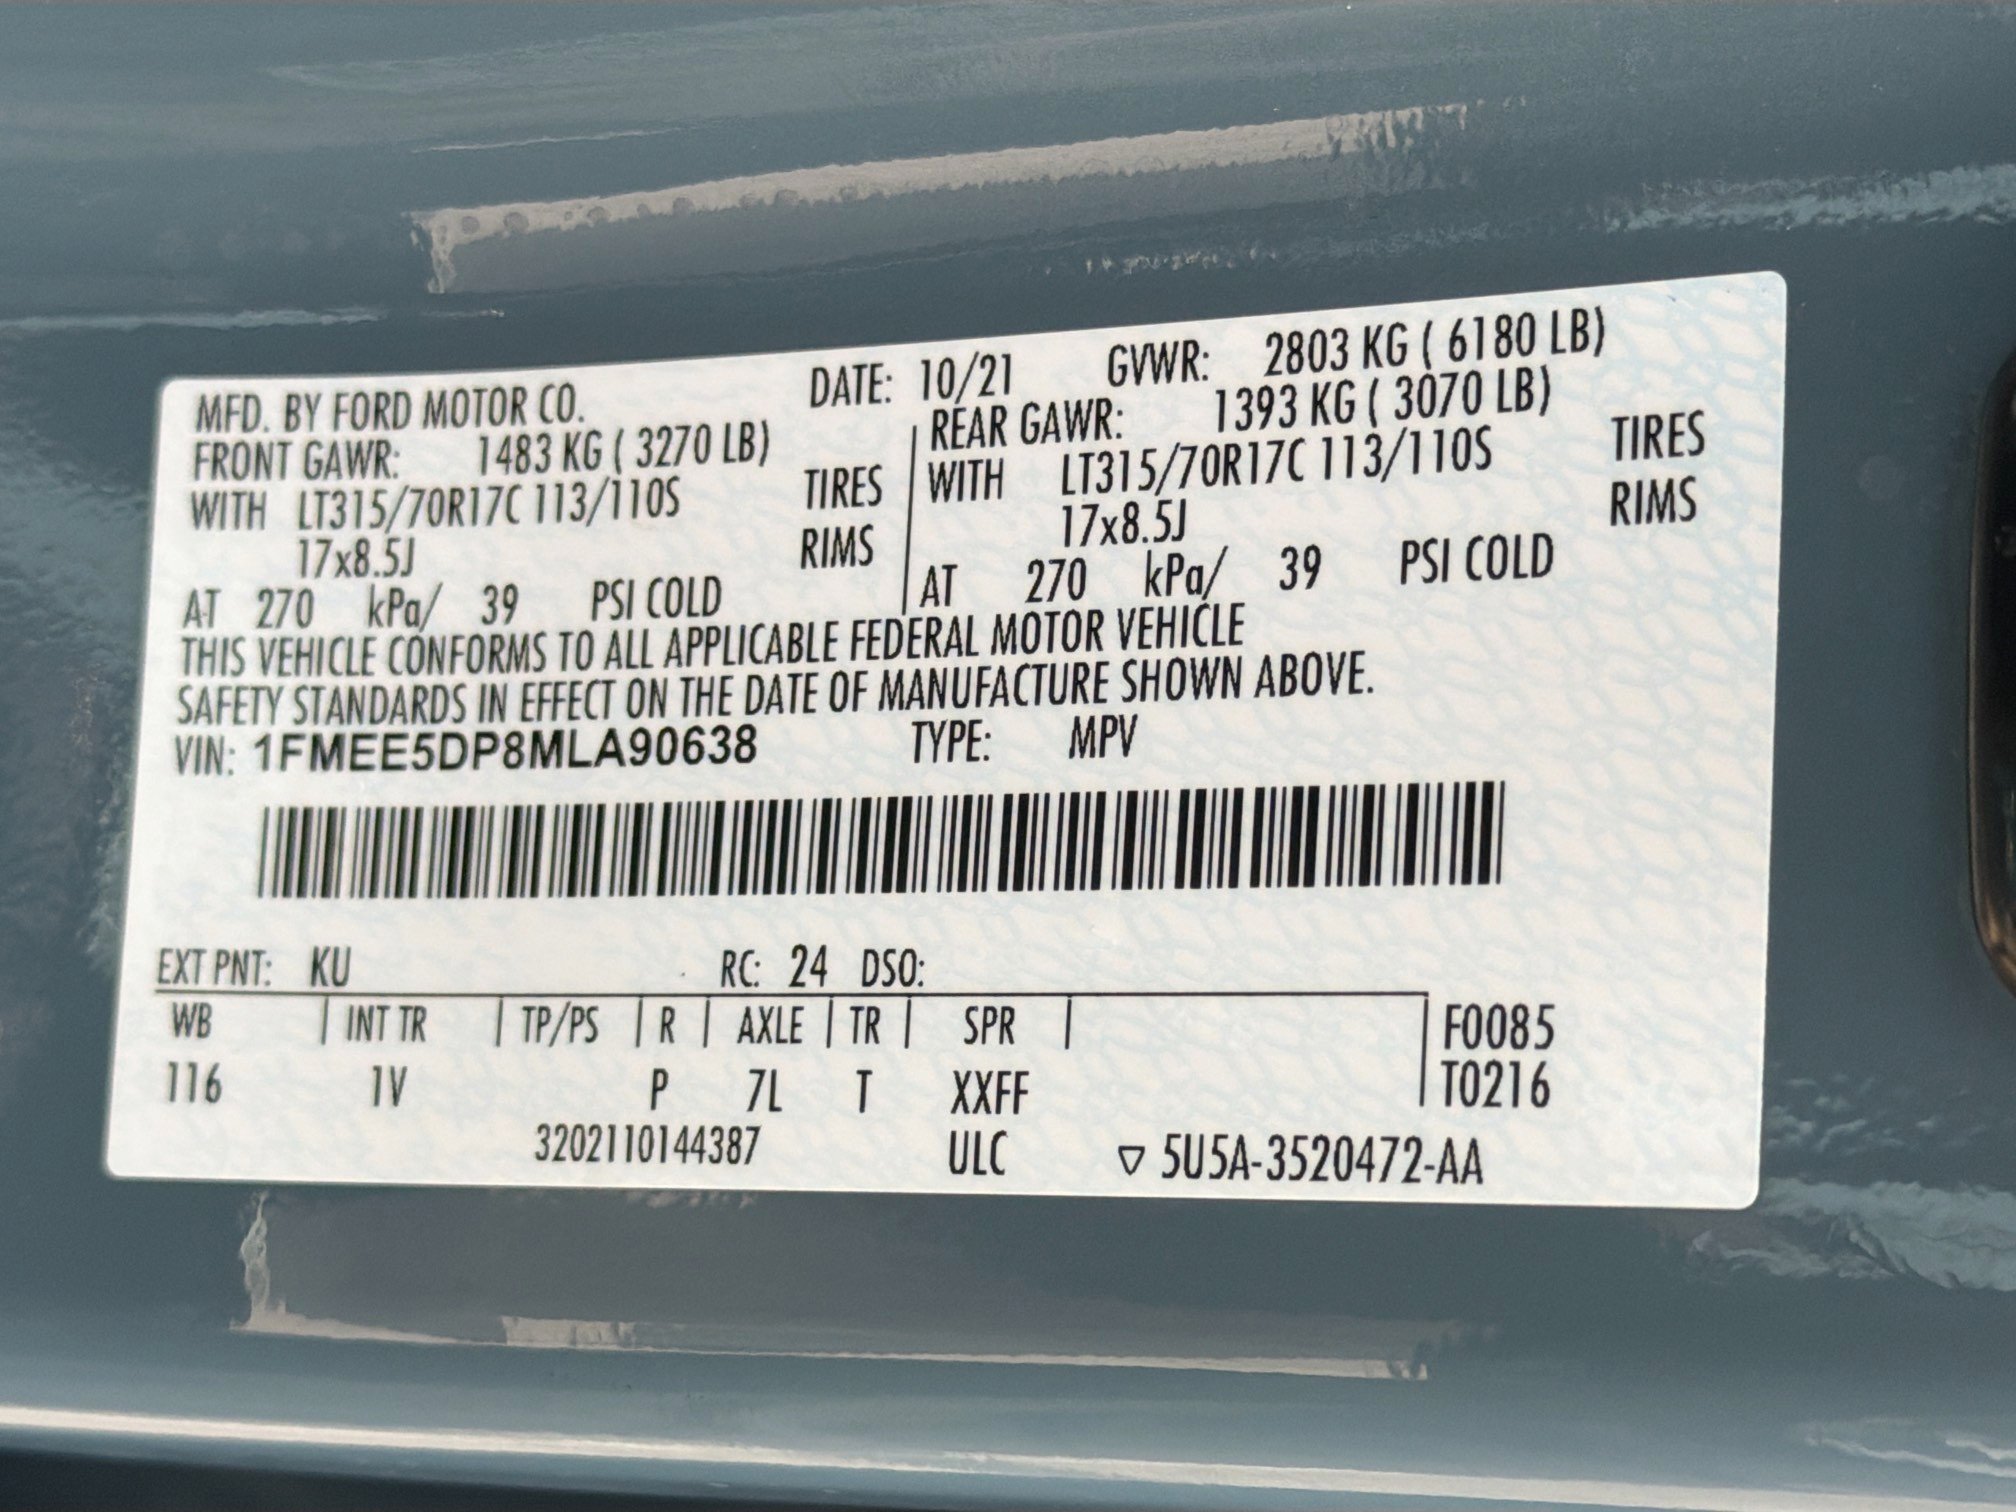 MFD. BY FORD MOTOR CO. DATE: 10/21 GVWR: 2803 KG ( 6180 LB)
FRONT GAWR: 1483 KG ( 3270 LB) REAR GAWR: 1393 KG ( 3070 LB)
WITH LT315/70R17C 113/110S TIRES WITH LT315/70R17C 113/110S TIRES
17x8.5J RIMS 17x8.5J RIMS
AT 270 kPa/ 39 PSI COLD AT 270 kPa/ 39 PSI COLD
THIS VEHICLE CONFORMS TO ALL APPLICABLE FEDERAL MOTOR VEHICLE
SAFETY STANDARDS IN EFFECT ON THE DATE OF MANUFACTURE SHOWN ABOVE.
VIN: 1FMEE5DP8MLA90638 TYPE: MPV
EXT PNT: KU RC: 24 DSO:
WB | INT TR | TP/PS | R | AXLE | TR | SPR | F0085
116 1V P 7L T XXFF T0216
3202110144387 ULC ▽ 5U5A-3520472-AA